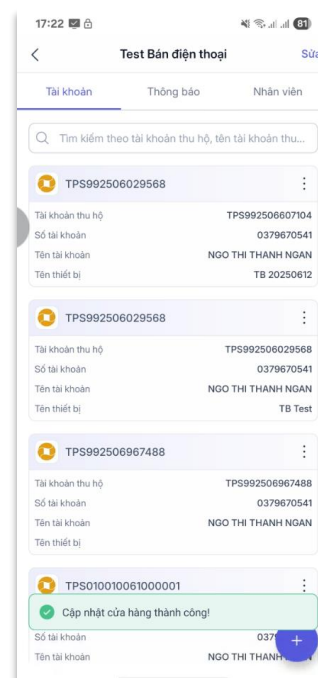 17:22 81
Test Bán điện thoại Sửa
Tài khoản Thông báo Nhân viên
Tìm kiếm theo tài khoản thu hộ, tên tài khoản thu...
TPS992506029568
Tài khoản thu hộ TPS992506607104
Số tài khoản 0379670541
Tên tài khoản NGO THI THANH NGAN
Tên thiết bị TB 20250612
TPS992506029568
Tài khoản thu hộ TPS992506029568
Số tài khoản 0379670541
Tên tài khoản NGO THI THANH NGAN
Tên thiết bị TB Test
TPS992506967488
Tài khoản thu hộ TPS992506967488
Số tài khoản 0379670541
Tên tài khoản NGO THI THANH NGAN
Tên thiết bị
TPS010010061000001
Cập nhật cửa hàng thành công!
Số tài khoản
Tên tài khoản NGO THI